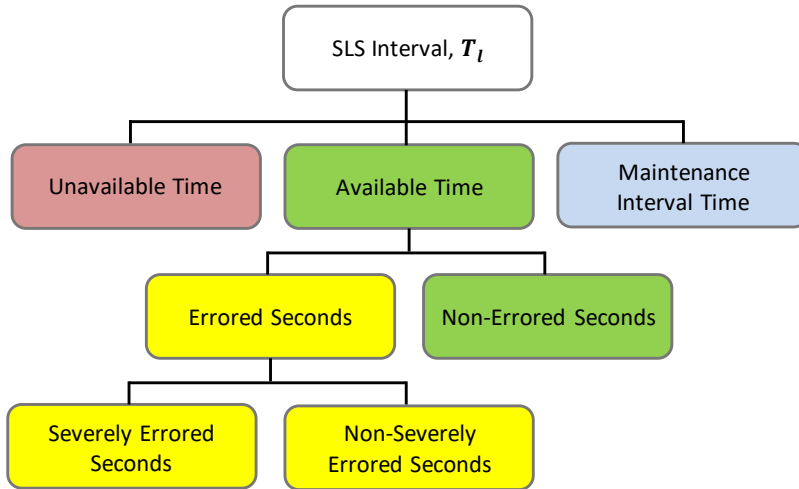 SLS Interval, T_l
Unavailable Time
Available Time
Maintenance
Interval Time
Errored Seconds
Non-Errored Seconds
Severely Errored
Seconds
Non-Severely
Errored Seconds